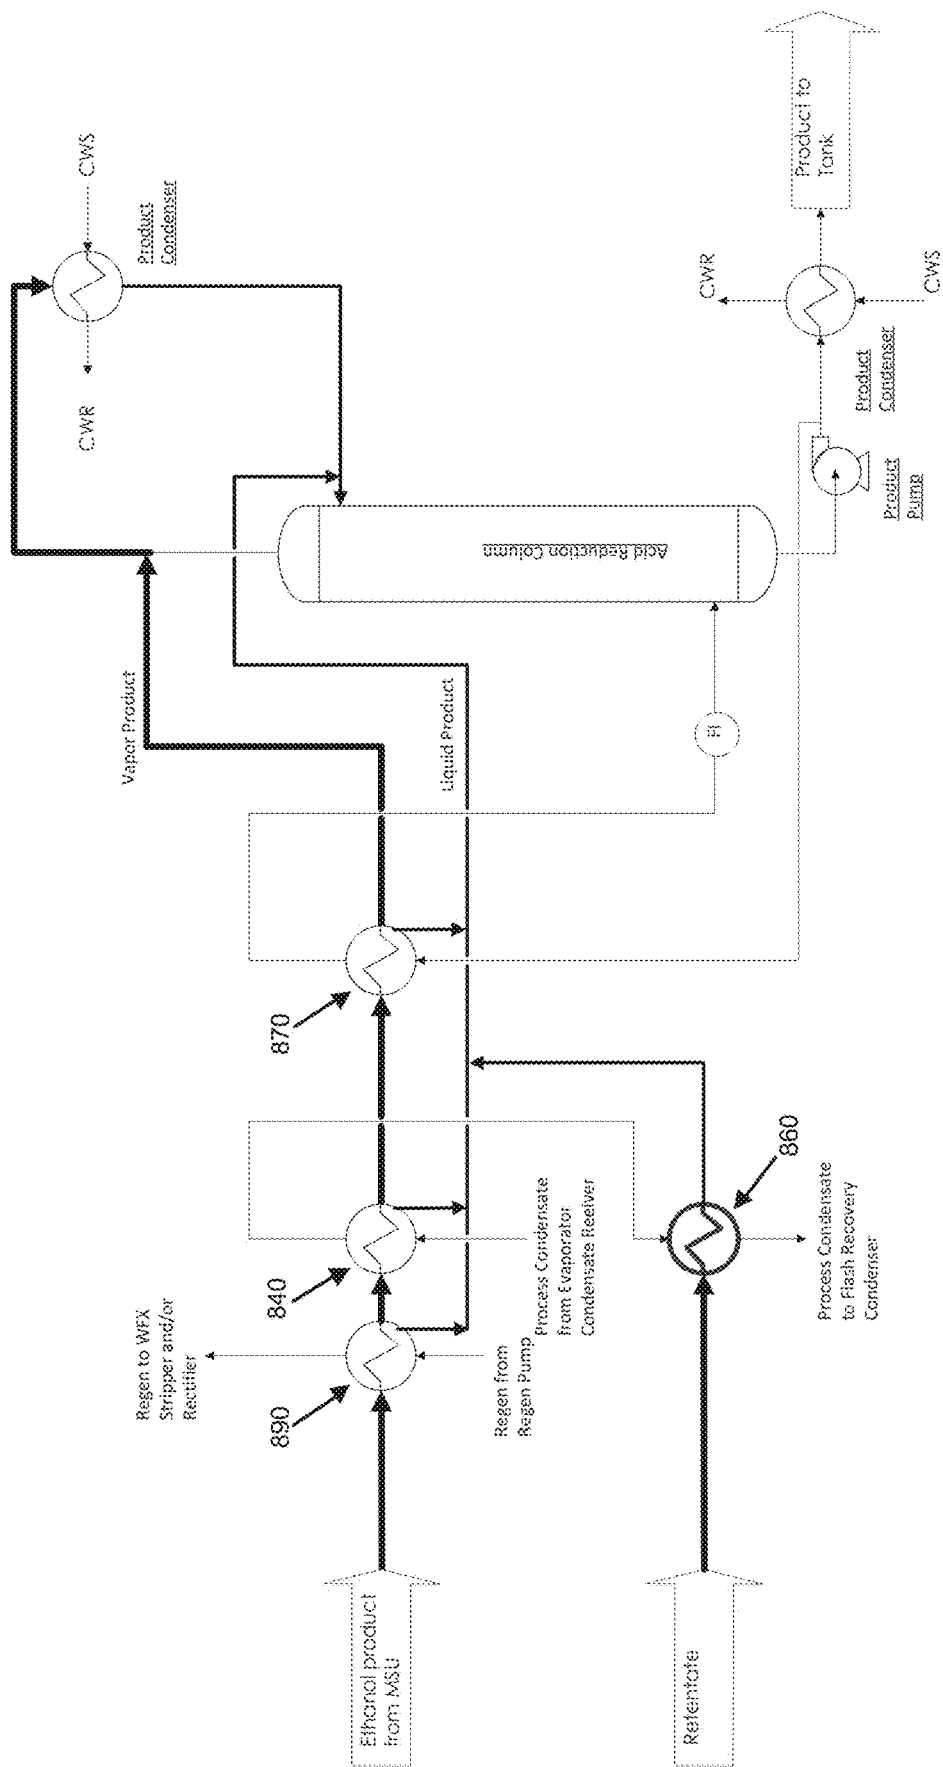 Ethanol product
from MSU
Retentate
890
Regen to WFX
Stripper and/or
Rectifier
Regen from
Regen Pump
840
Process Condensate
from Evaporator
Condensate Reeiver
860
Process Condensate
to Flash Recovery
Condenser
870
Vapor Product
Liquid Product
Acid Reduction Column
CWR
CWS
Product
Condenser
Product
Pump
Product
Condenser
CWR
CWS
Product to
Tank